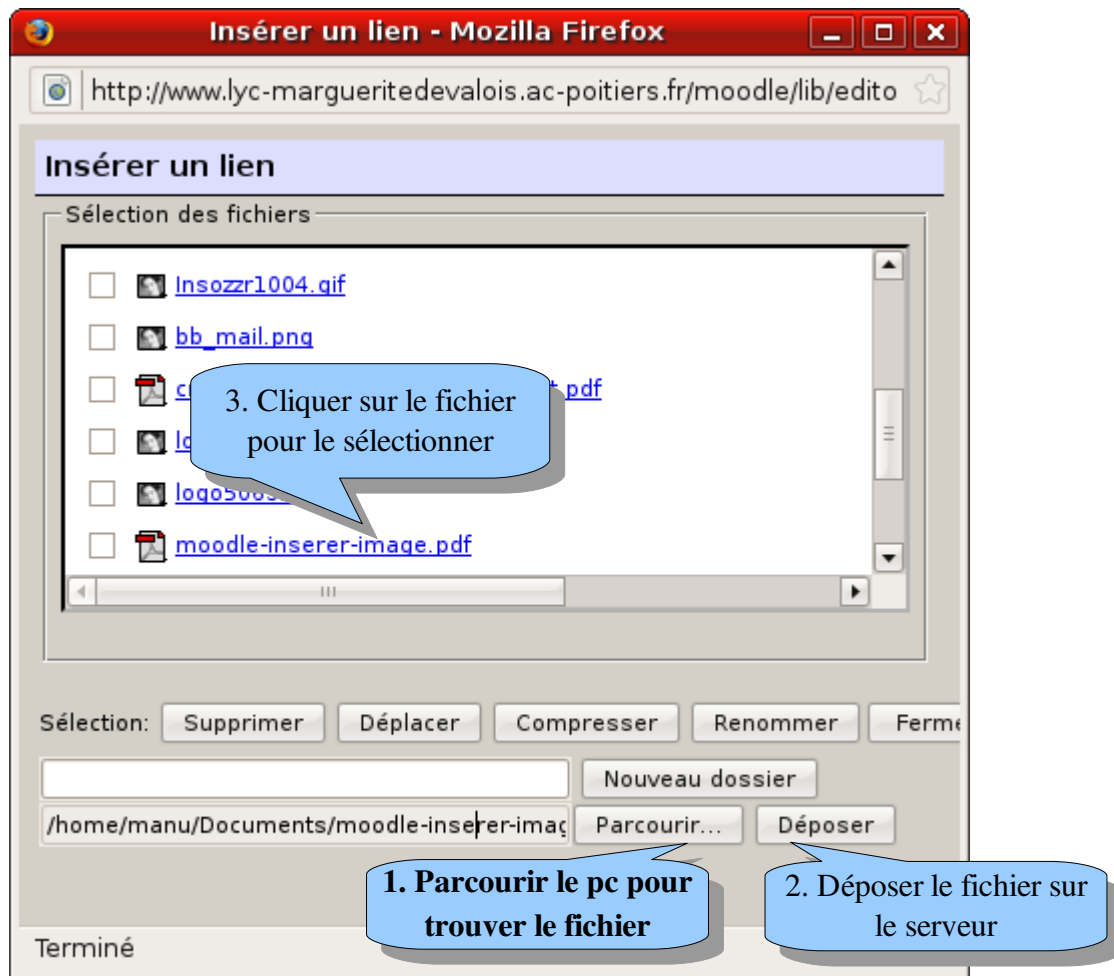 Insérer un lien - Mozilla Firefox
http://www.lyc-margueritedevalois.ac-poitiers.fr/moodle/lib/edito
Insérer un lien
Sélection des fichiers
Insozzr1004.gif
bb_mail.png
.pdf
3. Cliquer sur le fichier
pour le sélectionner
moodle-inserer-image.pdf
Sélection: Supprimer Déplacer Compresser Renommer Ferme
Nouveau dossier
/home/manu/Documents/moodle-inserer-imag Parcourir... Déposer
1. Parcourir le pc pour
trouver le fichier
2. Déposer le fichier sur
le serveur
Terminé